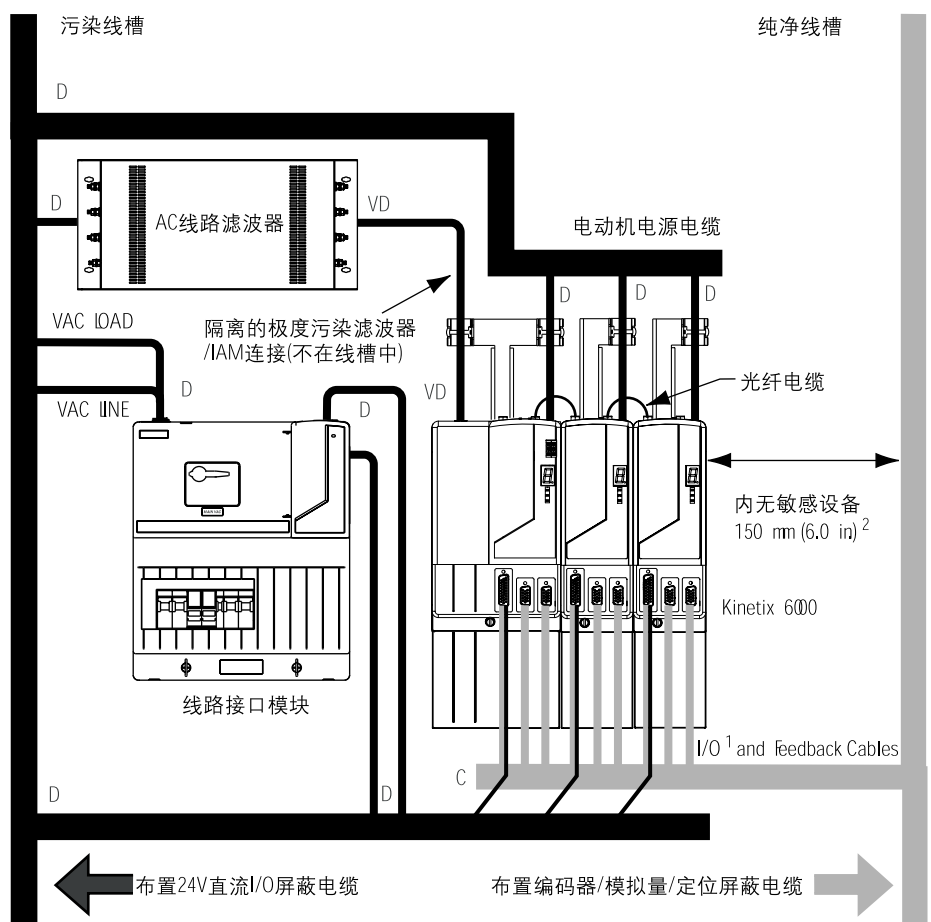 污染线槽
纯净线槽
D
D
AC线路滤波器
VD
电动机电源电缆
D
D
D
VAC LOAD
隔离的极度污染滤波器
/IAM连接(不在线槽中)
光纤电缆
D
VD
VAC LINE
D
MAIN VAC
内无敏感设备
150 mm (6.0 in) 2
Kinetix 6000
线路接口模块
I/O 1 and Feedback Cables
C
D
D
布置24V直流I/O屏蔽电缆
布置编码器/模拟量/定位屏蔽电缆